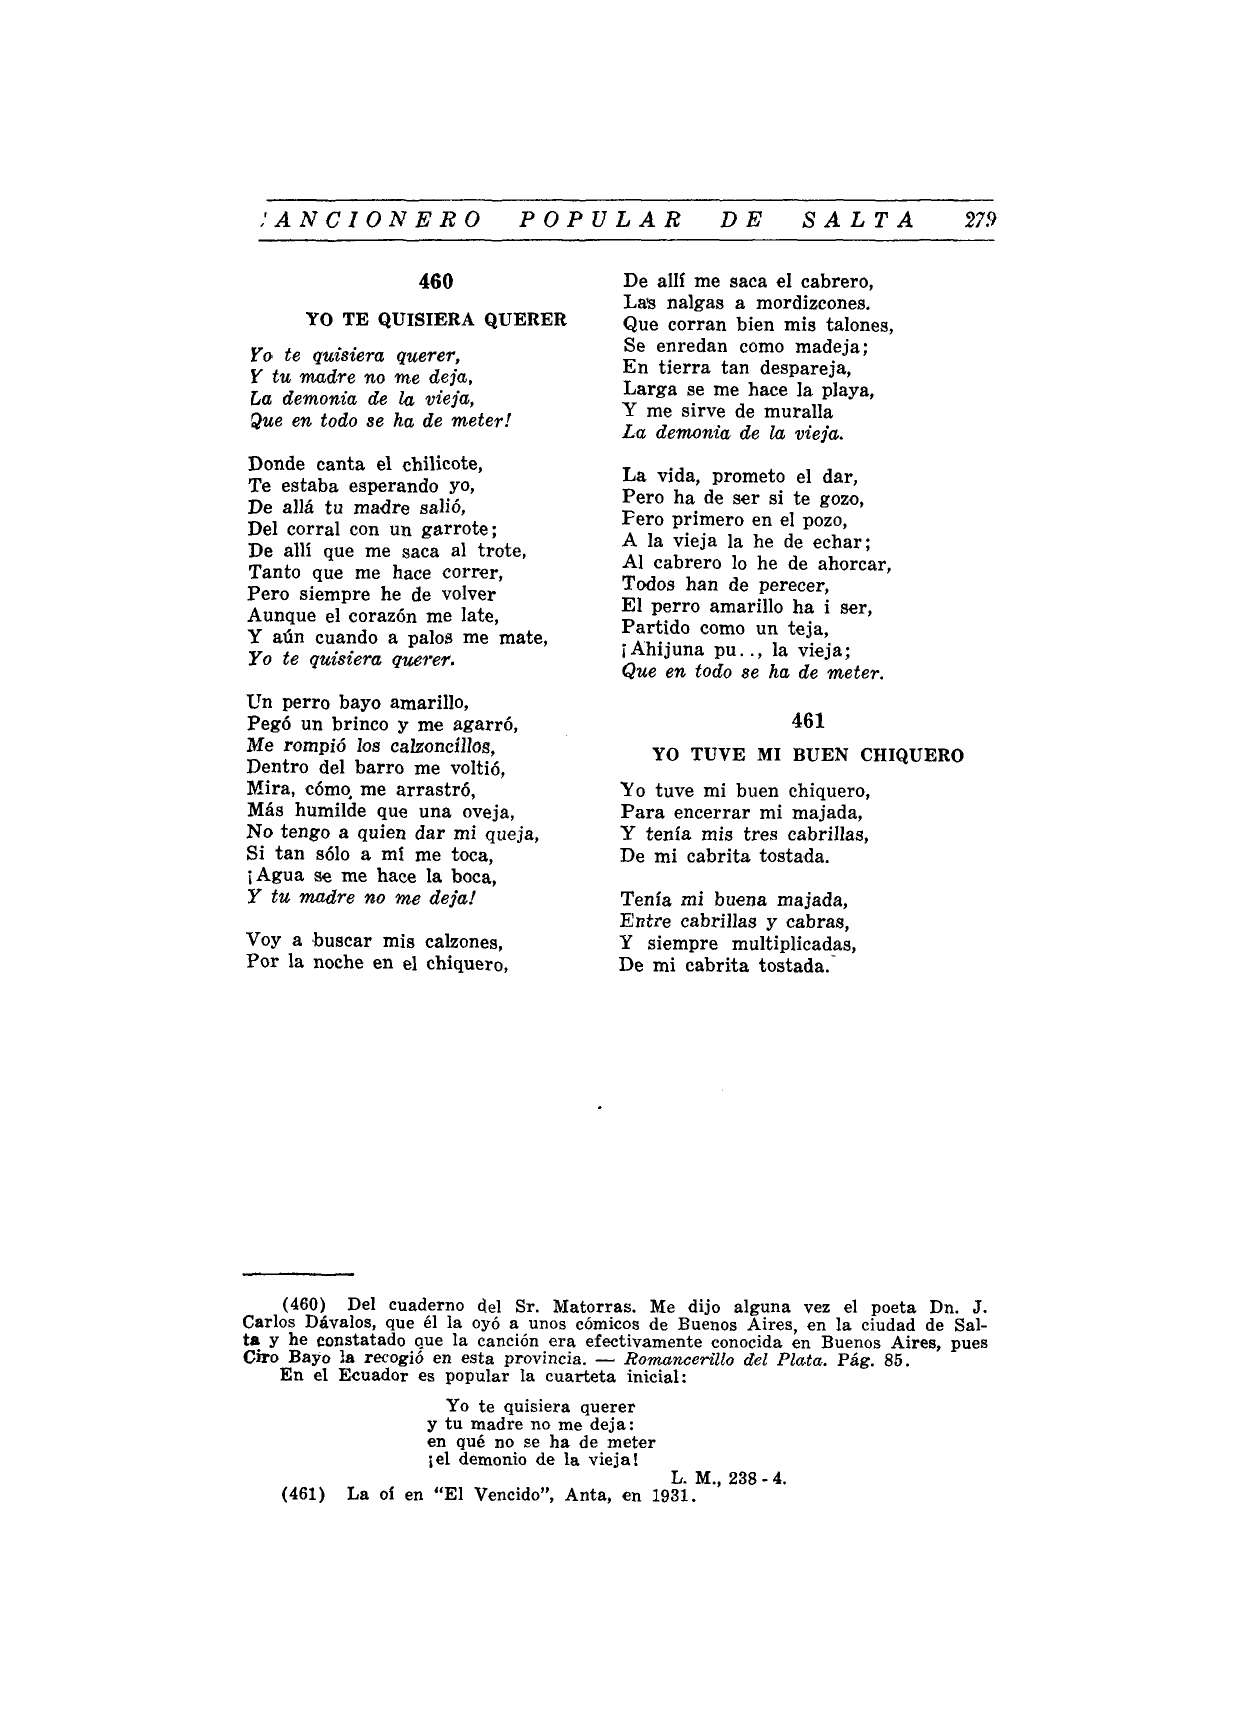 CANCIONERO POPULAR DE SALTA 279
460
YO TE QUISIERA QUERER
Yo te quisiera querer,
Y tu madre no me deja,
La demonia de la vieja,
Que en todo se ha de meter!
Donde canta el chilicote,
Te estaba esperando yo,
De allá tu madre salió,
Del corral con un garrote;
De allí que me saca al trote,
Tanto que me hace correr,
Pero siempre he de volver
Aunque el corazón me late,
Y aún cuando a palos me mate,
Yo te quisiera querer.
Un perro bayo amarillo,
Pegó un brinco y me agarró,
Me rompió los calzoncillos,
Dentro del barro me voltió,
Mira, cómo me arrastró,
Más humilde que una oveja,
No tengo a quien dar mi queja,
Si tan sólo a mí me toca,
¡Agua se me hace la boca,
Y tu madre no me deja!
Voy a buscar mis calzones,
Por la noche en el chiquero,
De allí me saca el cabrero,
Las nalgas a mordizcones.
Que corran bien mis talones,
Se enredan como madeja;
En tierra tan despareja,
Larga se me hace la playa,
Y me sirve de muralla
La demonia de la vieja.
La vida, prometo el dar,
Pero ha de ser si te gozo,
Pero primero en el pozo,
A la vieja la he de echar;
Al cabrero lo he de ahorcar,
Todos han de perecer,
El perro amarillo ha i ser,
Partido como un teja,
¡Ahijuna pu.., la vieja;
Que en todo se ha de meter.
461
YO TUVE MI BUEN CHIQUERO
Yo tuve mi buen chiquero,
Para encerrar mi majada,
Y tenía mis tres cabrillas,
De mi cabrita tostada.
Tenía mi buena majada,
Entre cabrillas y cabras,
Y siempre multiplicadas,
De mi cabrita tostada.
(460) Del cuaderno del Sr. Matorras. Me dijo alguna vez el poeta Dn. J.
Carlos Dávalos, que él la oyó a unos cómicos de Buenos Aires, en la ciudad de Sal-
ta y he constatado que la canción era efectivamente conocida en Buenos Aires, pues
Ciro Bayo la recogió en esta provincia. — Romancerillo del Plata. Pág. 85.
En el Ecuador es popular la cuarteta inicial:
Yo te quisiera querer
y tu madre no me deja:
en qué no se ha de meter
¡el demonio de la vieja!
L. M., 238 - 4.
(461) La oí en “El Vencido”, Anta, en 1931.